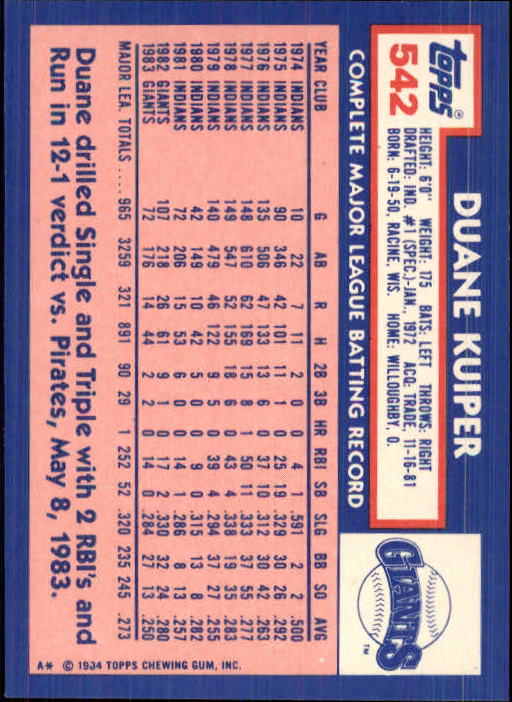 topps®
542
DUANE KUIPER
HEIGHT: 6'0" WEIGHT: 175 BATS: LEFT THROWS: RIGHT
DRAFTED: IND. #1 (SPEC.)-JAN., 1972 ACQ: TRADE, 11-16-81
BORN: 6-19-50, RACINE, WIS. HOME: WILLOUGHBY, O.
GIANTS™
COMPLETE MAJOR LEAGUE BATTING RECORD
YEAR CLUB G AB R H 2B 3B HR RBI SB SLG BB SO AVG
1974 INDIANS 10 22 7 11 2 0 0 4 1 .591 2 2 .500
1975 INDIANS 90 346 42 101 11 1 0 25 19 .329 30 26 .292
1976 INDIANS 135 506 47 133 13 6 0 37 10 .312 30 42 .263
1977 INDIANS 148 610 62 169 15 8 1 50 11 .333 37 55 .277
1978 INDIANS 149 547 52 155 18 6 0 43 4 .338 19 35 .283
1979 INDIANS 140 479 46 122 9 5 0 39 4 .294 37 27 .255
1980 INDIANS 42 149 10 42 5 0 0 9 0 .315 13 8 .282
1981 INDIANS 72 206 15 53 6 0 0 14 1 .286 8 13 .257
1982 GIANTS 107 218 26 61 9 1 0 17 2 .330 32 24 .280
1983 GIANTS 72 176 14 44 2 2 0 14 0 .284 27 13 .250
MAJOR LEA. TOTALS .... 965 3259 321 891 90 29 1 252 52 .320 235 245 .273
Duane drilled Single and Triple with 2 RBI's and
Run in 12-1 verdict vs. Pirates, May 8, 1983.
A* © 1984 TOPPS CHEWING GUM, INC.